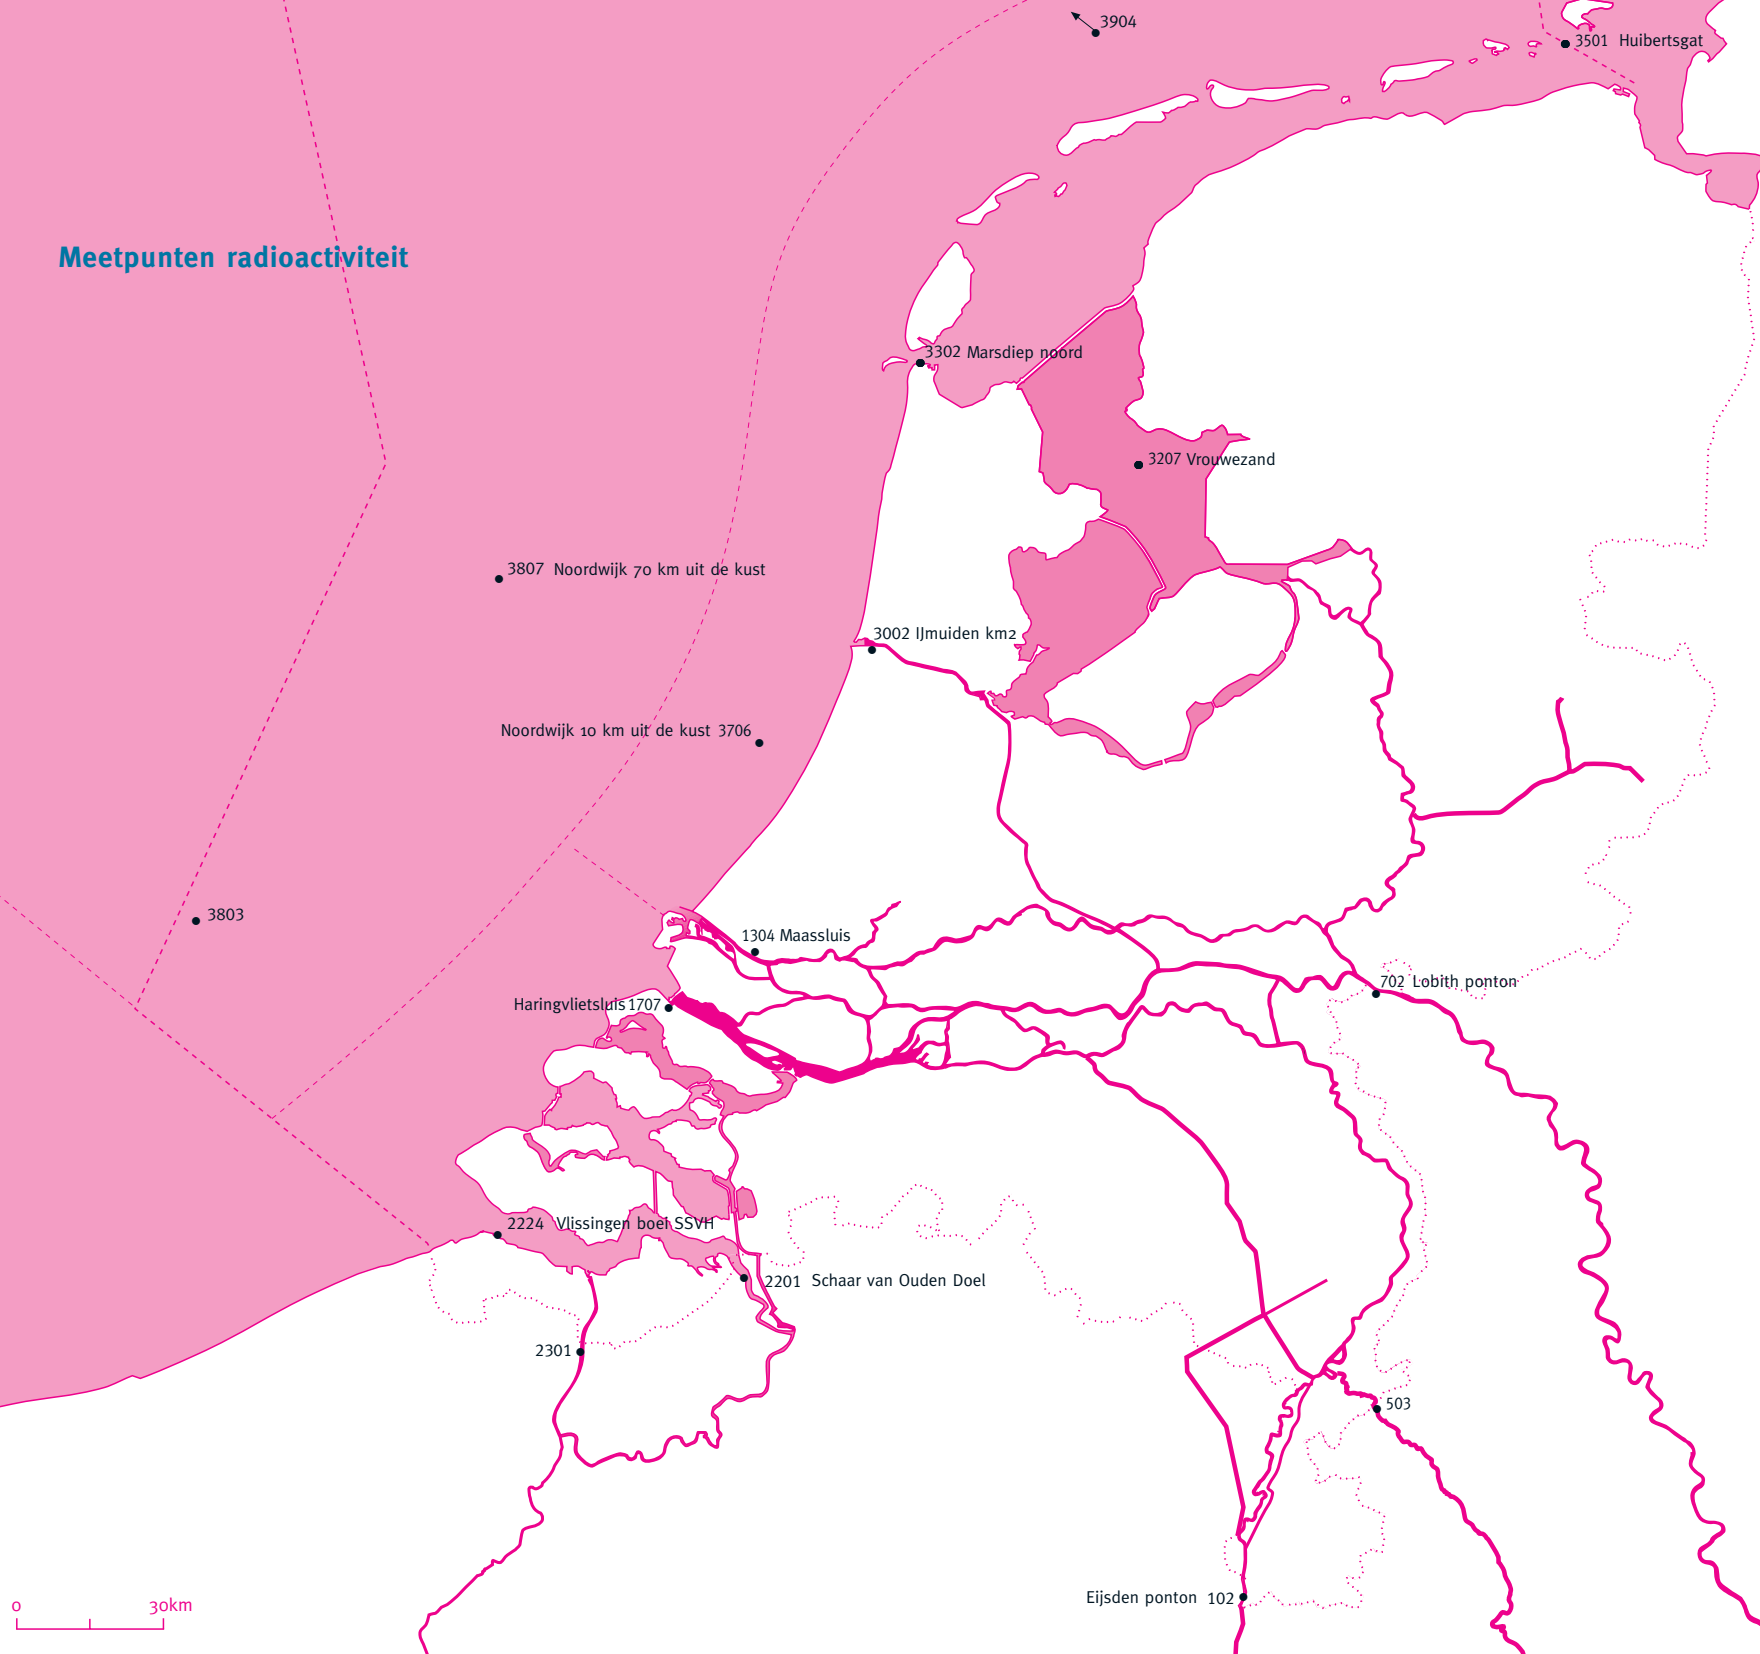 3904
3501 Huibertsgat
Meetpunten radioactiviteit
3302 Marsdiep noord
3207 Vrouwezand
3807 Noordwijk 70 km uit de kust
3002 IJmuiden km2
Noordwijk 10 km uit de kust 3706
3803
1304 Maassluis
702 Lobith ponton
Haringvlietsluis 1707
2224 Vlissingen boei SSVH
2201 Schaar van Ouden Doel
2301
503
Eijsden ponton 102
0 30km